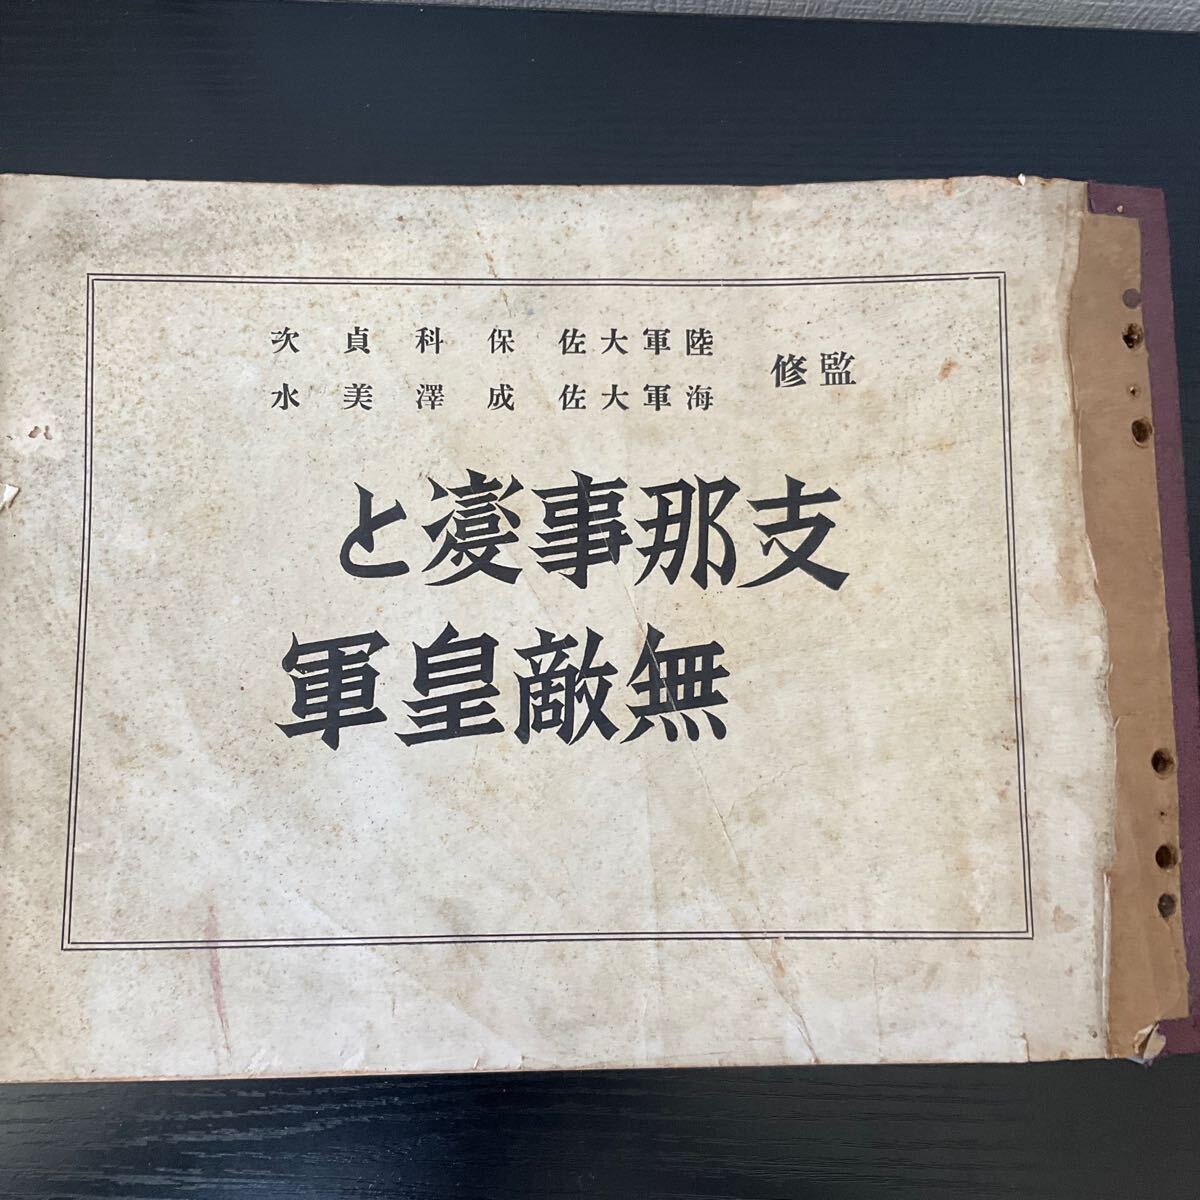 監修
陸軍大佐 保科貞次
海軍大佐 成澤美水
支那事變と
無敵皇軍